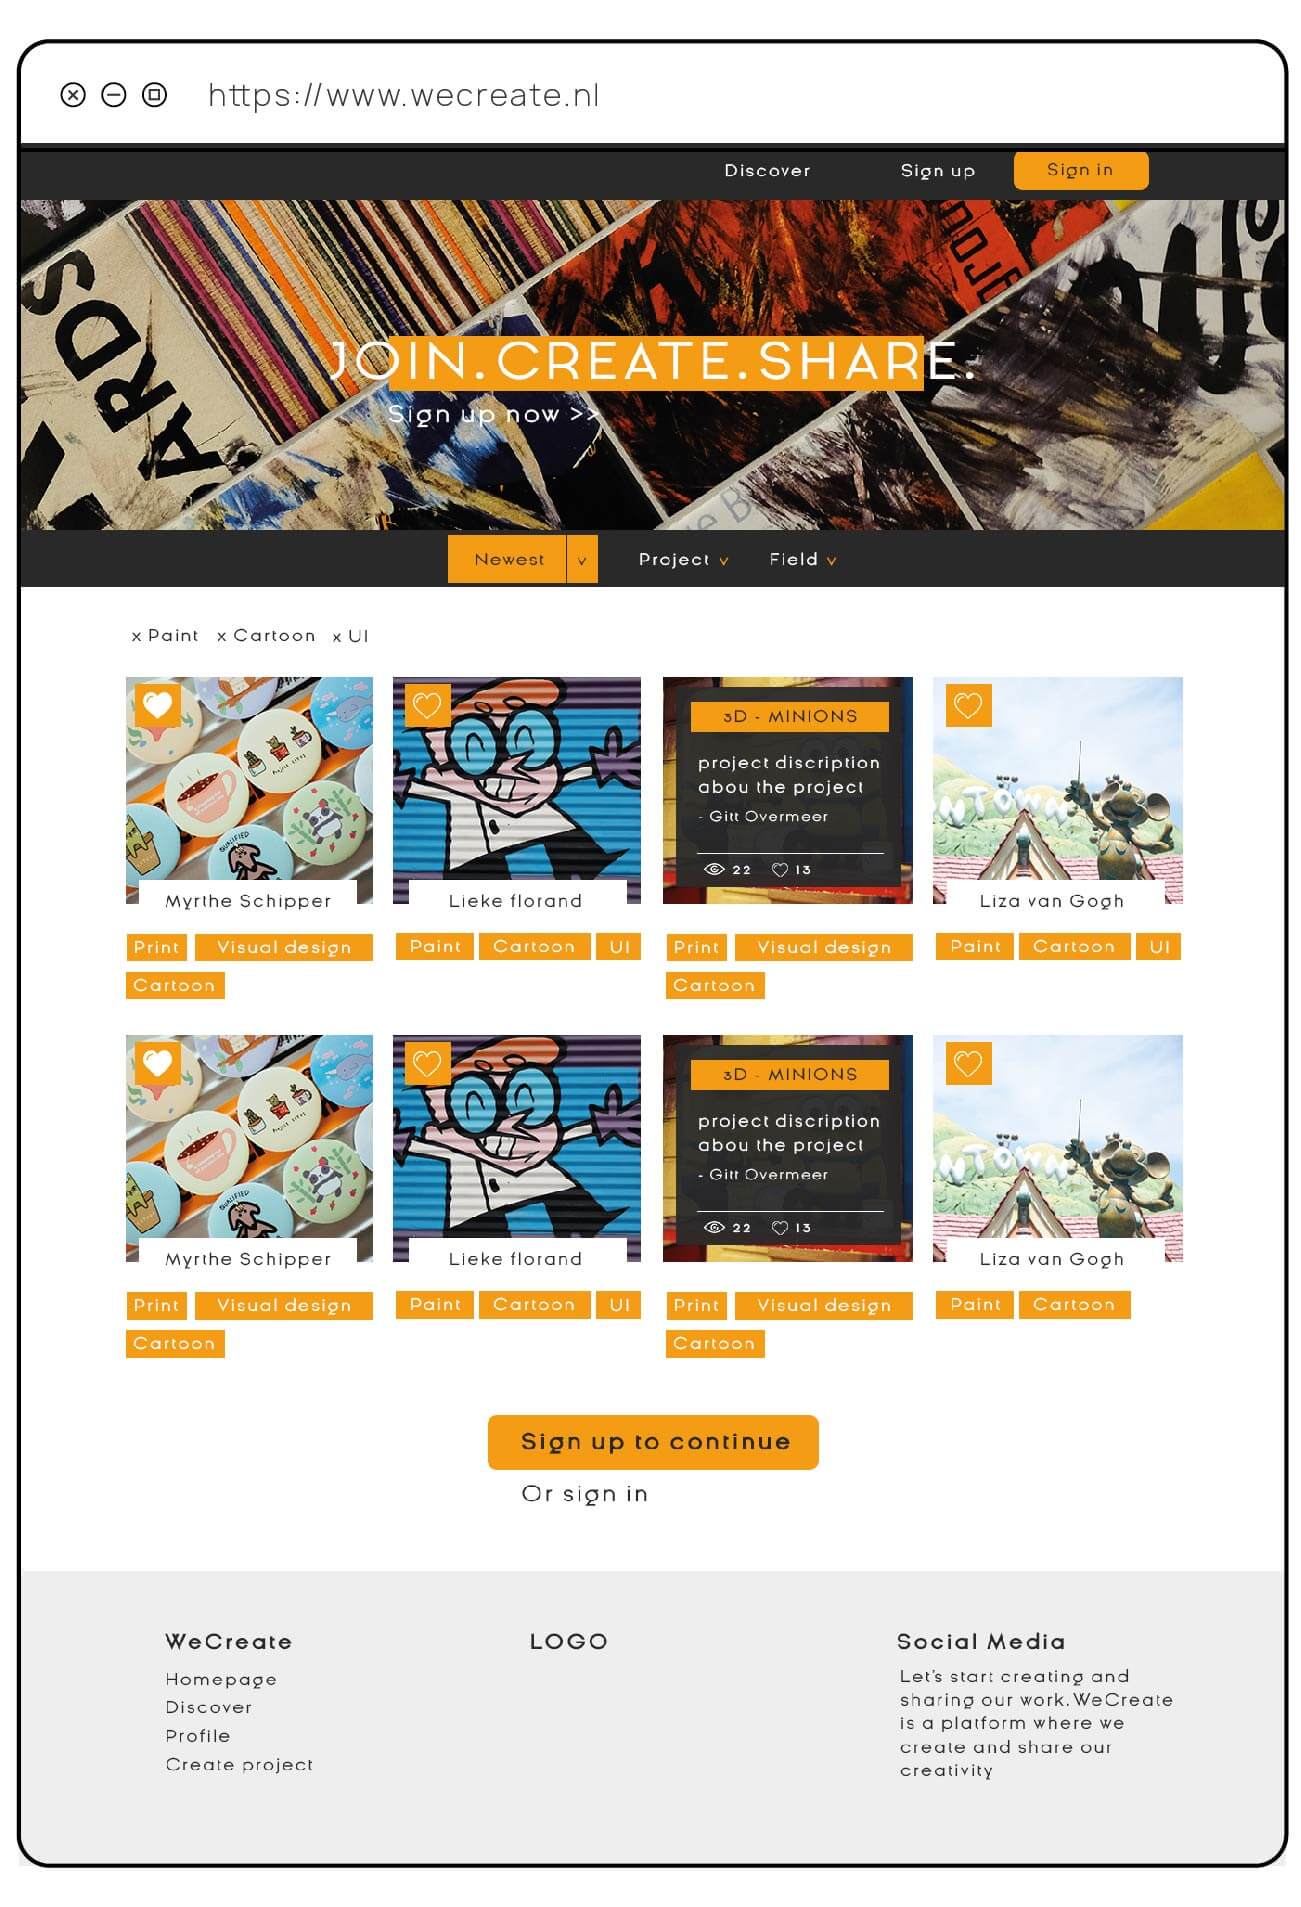 https://www.wecreate.nl
Discover Sign up Sign in
ARDS
ARDS
JOIN.CREATE.SHARE.
Sign up now >>
Newest v Project v Field v
x Paint x Cartoon x UI
3D - MINIONS
project discription
abou the project
- Gitt Overmeer
22 13
QUALIFIED
Myrthe Schipper Lieke florand Liza van Gogh
Print Visual design Paint Cartoon UI Print Visual design Paint Cartoon UI
Cartoon Cartoon
3D - MINIONS
project discription
abou the project
- Gitt Overmeer
22 13
QUALIFIED
Myrthe Schipper Lieke florand Liza van Gogh
Print Visual design Paint Cartoon UI Print Visual design Paint Cartoon
Cartoon Cartoon
Sign up to continue
Or sign in
WeCreate LOGO Social Media
Homepage
Discover
Profile
Create project
Let's start creating and
sharing our work. WeCreate
is a platform where we
create and share our
creativity